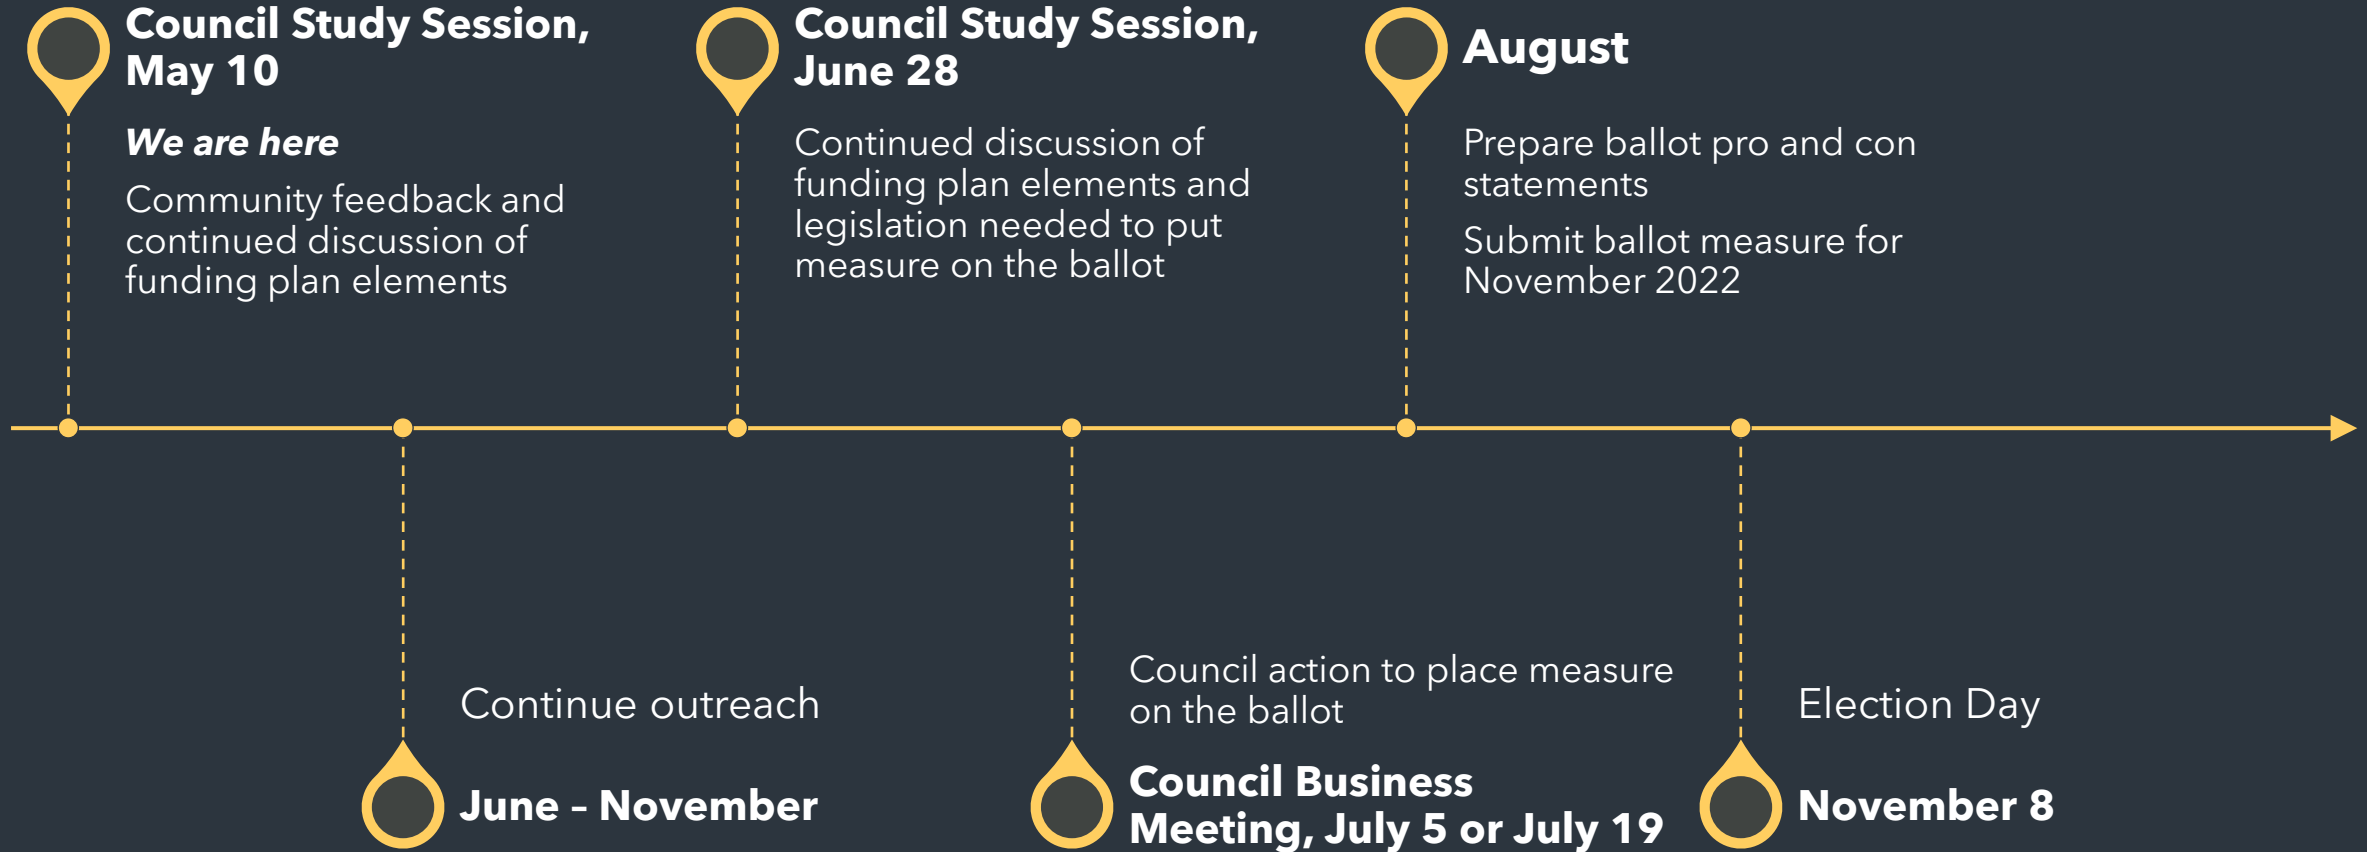 Council Study Session,
May 10
We are here
Community feedback and
continued discussion of
funding plan elements
Continue outreach
June – November
Council Study Session,
June 28
Continued discussion of
funding plan elements and
legislation needed to put
measure on the ballot
Council action to place measure
on the ballot
Council Business
Meeting, July 5 or July 19
August
Prepare ballot pro and con
statements
Submit ballot measure for
November 2022
Election Day
November 8